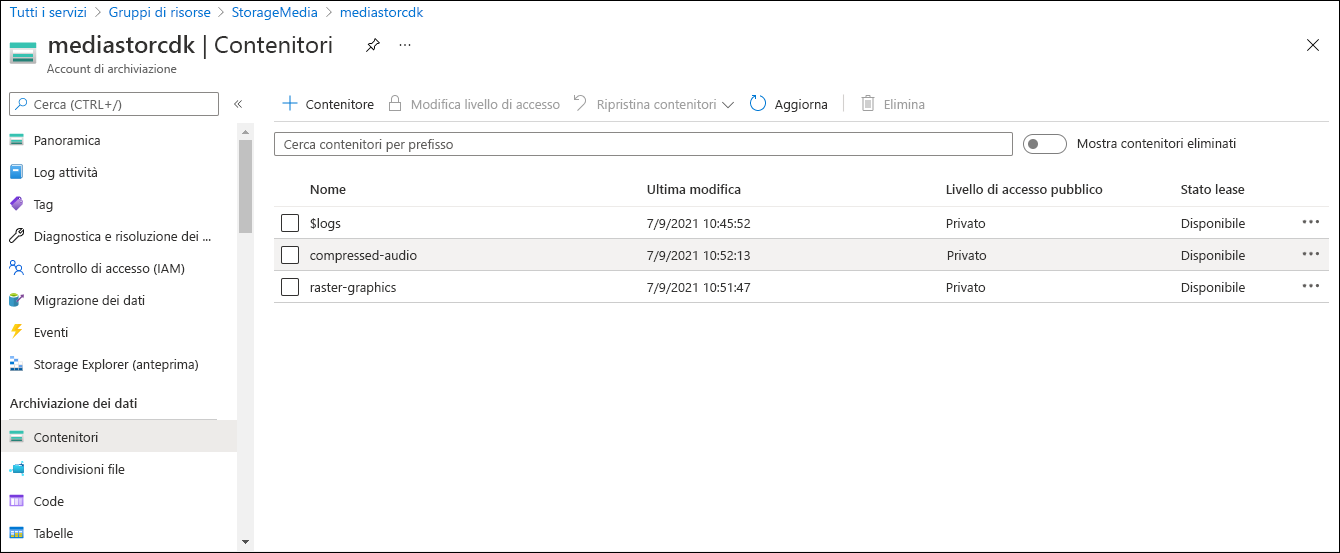 Tutti i servizi > Gruppi di risorse > StorageMedia > mediastorcdk
mediastorcdk | Contenitori ...
Account di archiviazione
Cerca (CTRL+/) «
Contenitore Modifica livello di accesso Ripristina contenitori Aggiorna Elimina
Panoramica
Log attività
Tag
Diagnostica e risoluzione dei ...
Controllo di accesso (IAM)
Migrazione dei dati
Eventi
Storage Explorer (anteprima)
Archiviazione dei dati
Contenitori
Condivisioni file
Code
Tabelle
Cerca contenitori per prefisso Mostra contenitori eliminati
Nome Ultima modifica Livello di accesso pubblico Stato lease
$logs 7/9/2021 10:45:52 Privato Disponibile ...
compressed-audio 7/9/2021 10:52:13 Privato Disponibile ...
raster-graphics 7/9/2021 10:51:47 Privato Disponibile ...